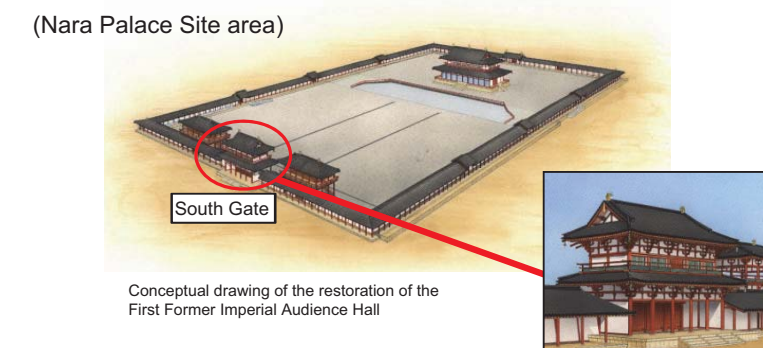 (Nara Palace Site area)
South Gate
Conceptual drawing of the restoration of the
First Former Imperial Audience Hall